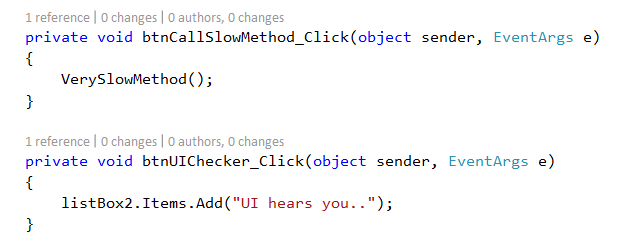 1 reference | 0 changes | 0 authors, 0 changes
private void btnCallSlowMethod_Click(object sender, EventArgs e)
{
    VerySlowMethod();
}
1 reference | 0 changes | 0 authors, 0 changes
private void btnUIChecker_Click(object sender, EventArgs e)
{
    listBox2.Items.Add("UI hears you..");
}